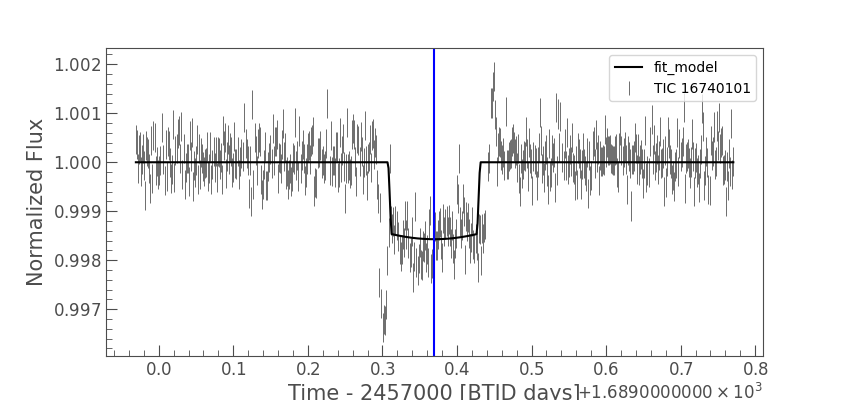 fit_model
TIC 16740101
1.002
1.001
1.000
0.999
0.998
0.997
Normalized Flux
0.0 0.1 0.2 0.3 0.4 0.5 0.6 0.7 0.8
Time - 2457000 [BTJD days]
+1.6890000000 × 10³